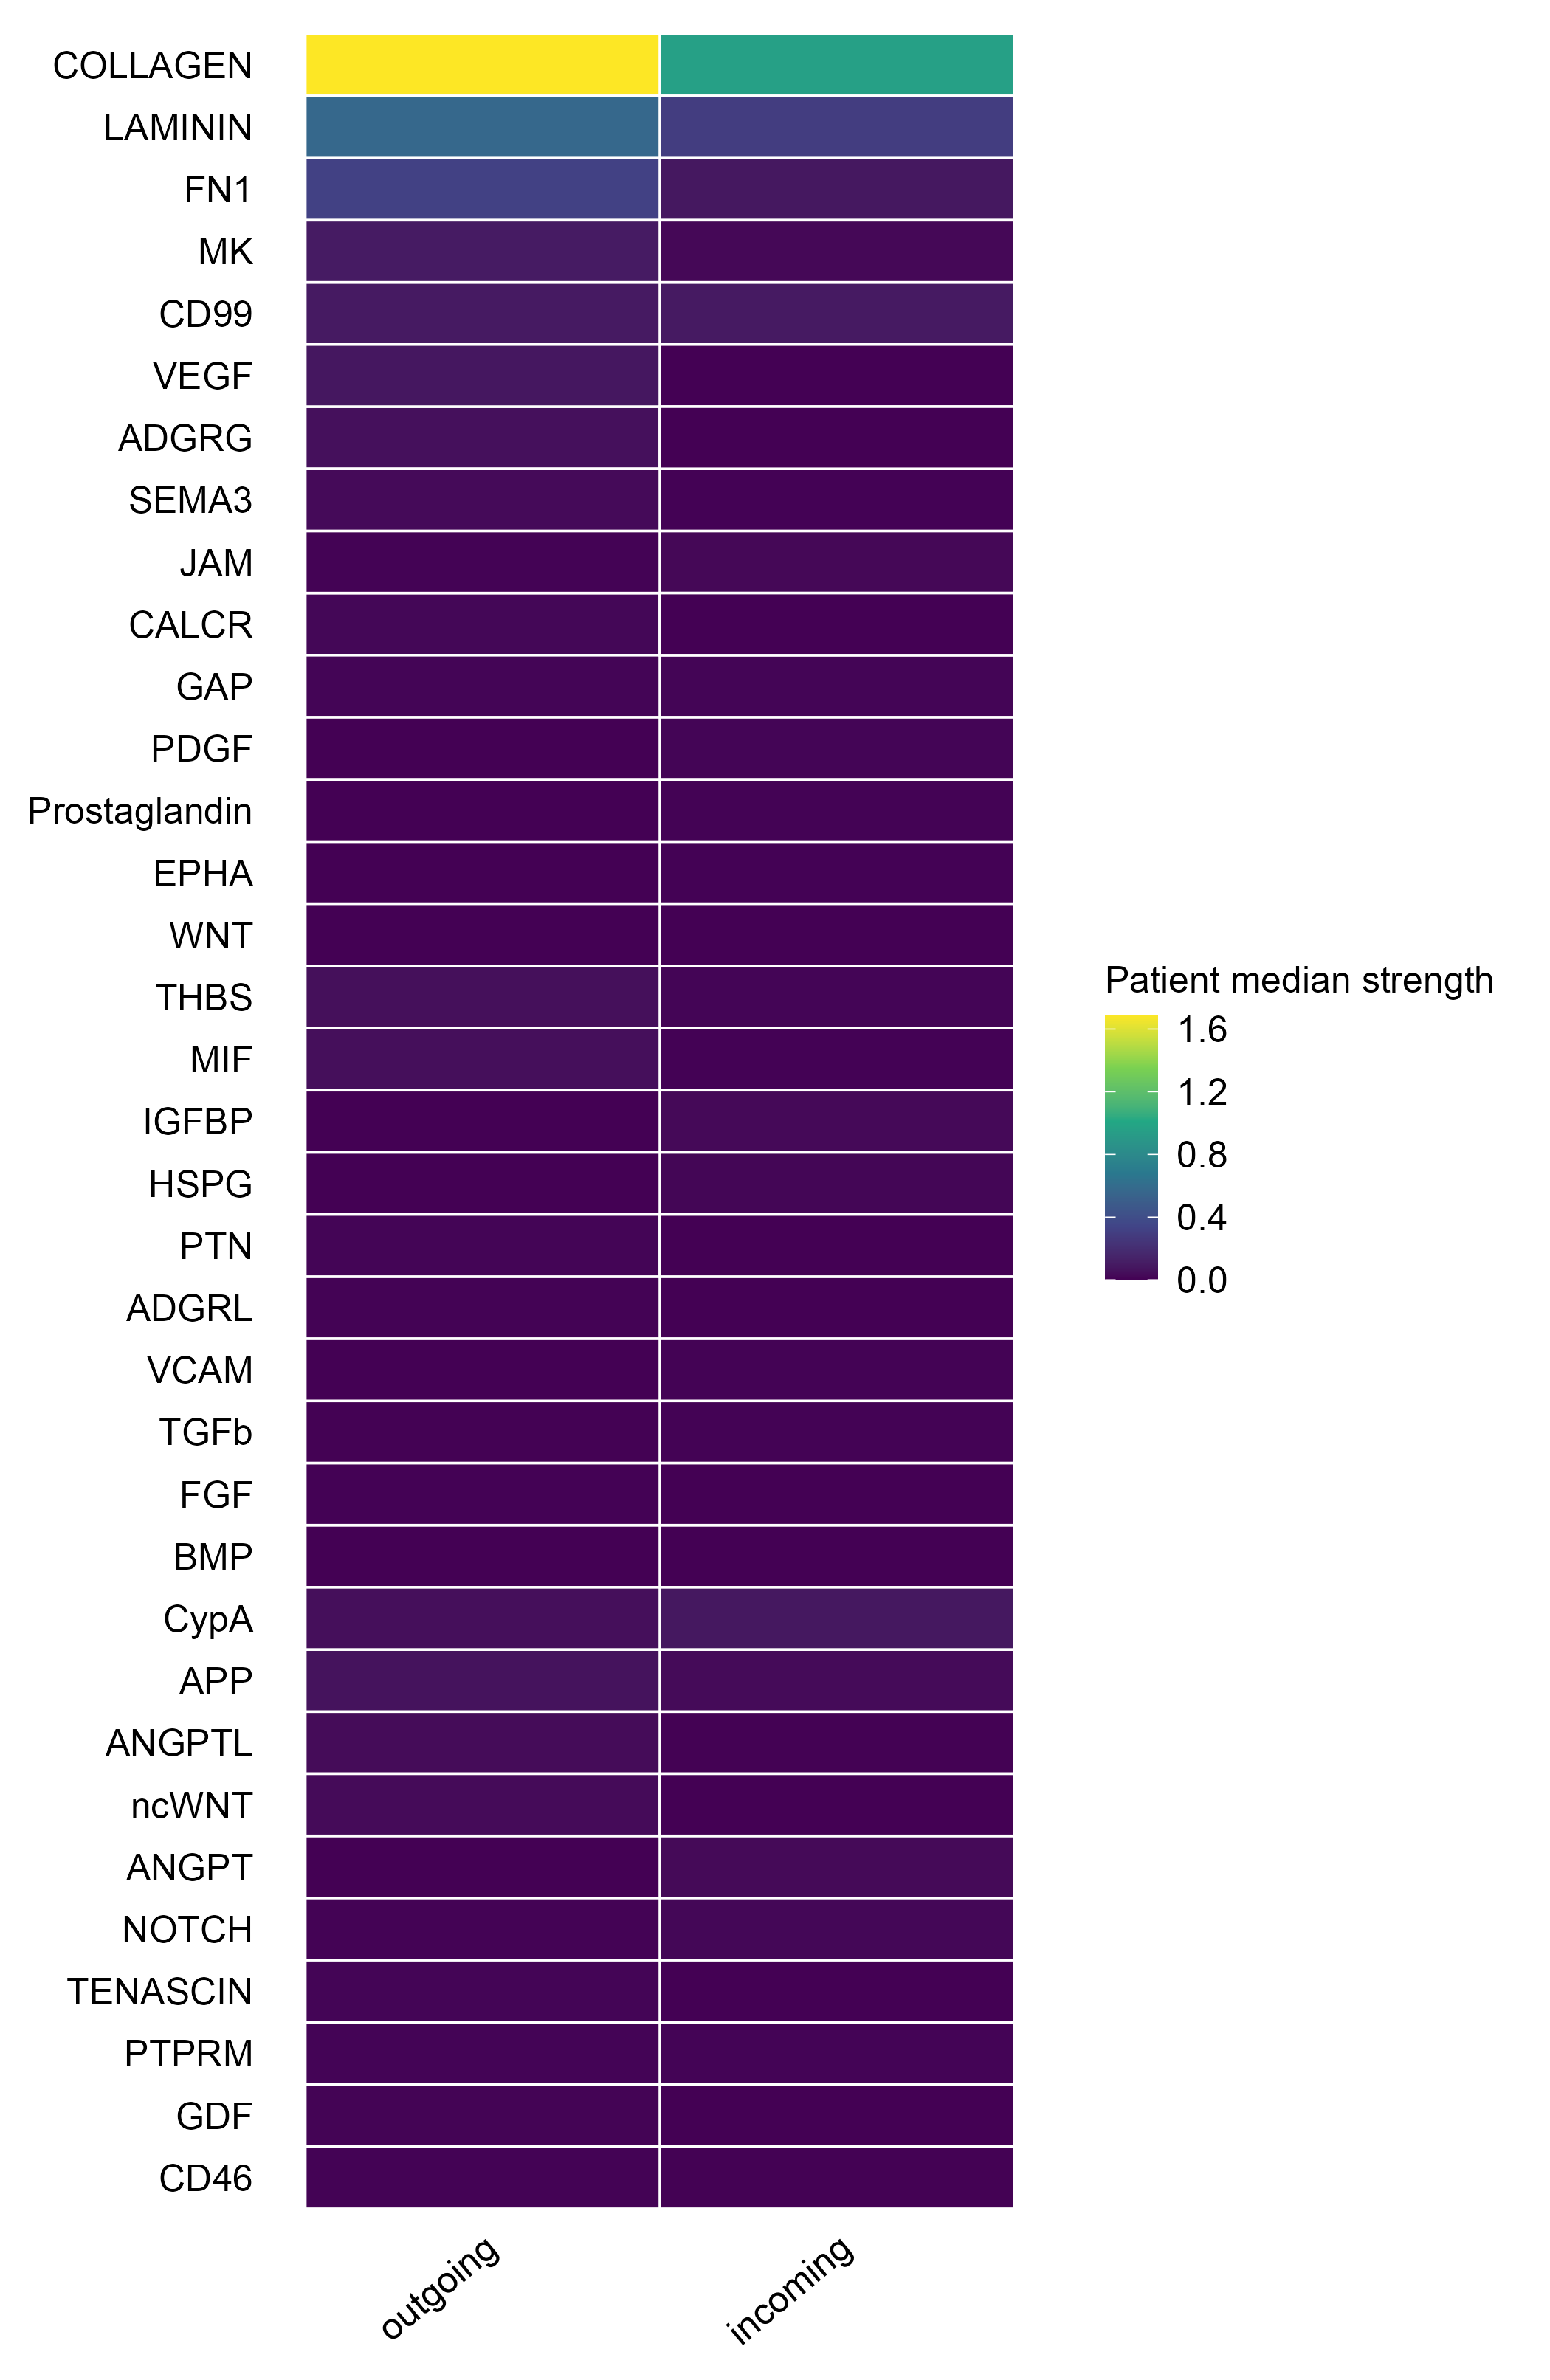 COLLAGEN
LAMININ
FN1
MK
CD99
VEGF
ADGRG
SEMA3
JAM
CALCR
GAP
PDGF
Prostaglandin
EPHA
WNT
THBS
MIF
IGFBP
HSPG
PTN
ADGRL
VCAM
TGFb
FGF
BMP
CypA
APP
ANGPTL
ncWNT
ANGPT
NOTCH
TENASCIN
PTPRM
GDF
CD46
outgoing
incoming
Patient median strength
1.6
1.2
0.8
0.4
0.0